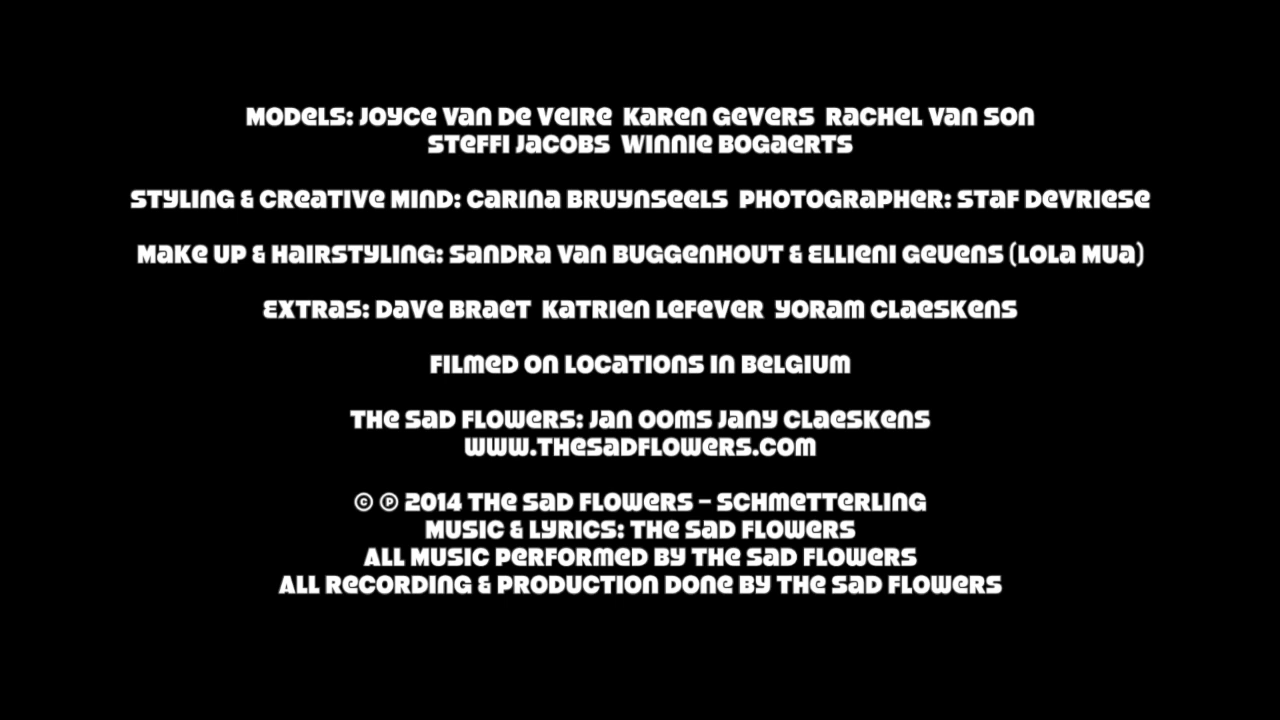 Models: Joyce Van De Veire Karen Gevers Rachel Van Son
Steffi Jacobs Winnie Bogaerts
Styling & Creative Mind: Carina Bruynseels Photographer: Staf Devriese
Make Up & Hairstyling: Sandra Van Buggenhout & Ellieni Geuens (Lola Mua)
Extras: Dave Braet Katrien Lefever Yoram Claeskens
Filmed on locations in Belgium
The Sad Flowers: Jan Ooms Jany Claeskens
www.thesadflowers.com
© ℗ 2014 The Sad Flowers - Schmetterling
Music & Lyrics: The Sad Flowers
All music performed by The Sad Flowers
All recording & production done by The Sad Flowers